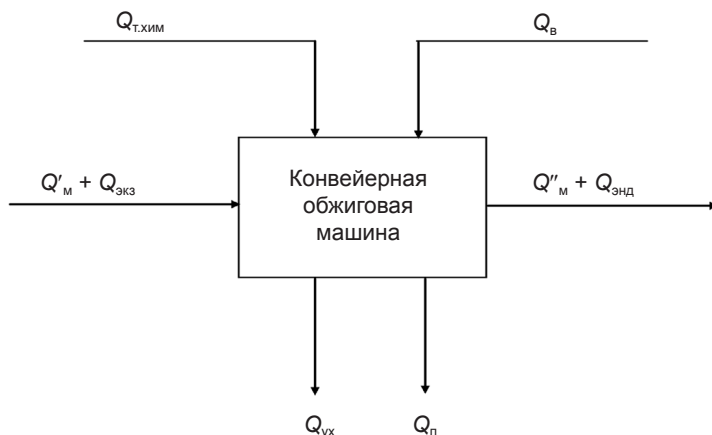 Qт.хим
Qв
Q′м + Qэкз
Конвейерная
обжиговая
машина
Q″м + Qэнд
Qух
Qп